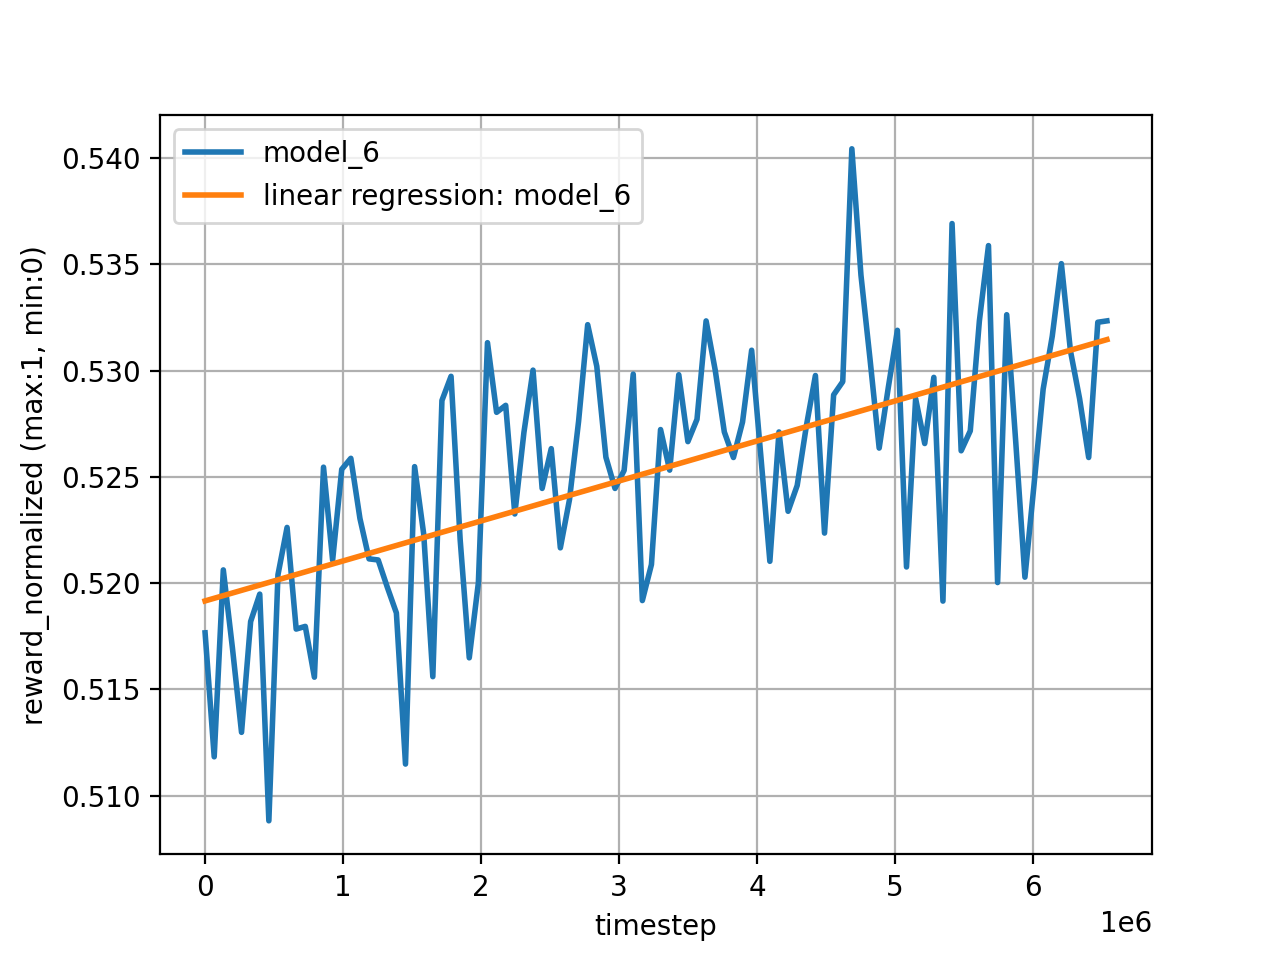 model_6
linear regression: model_6
reward_normalized (max:1, min:0)
0.540
0.535
0.530
0.525
0.520
0.515
0.510
0 1 2 3 4 5 6
1e6
timestep